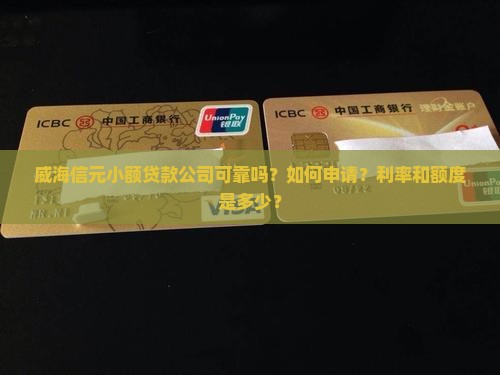 ICBC 中国工商银行
UnionPay
银联
VISA
ICBC 中国工商银行 理财金账户
UnionPay
银联
威海信元小额贷款公司可靠吗？如何申请？利率和额度
是多少？